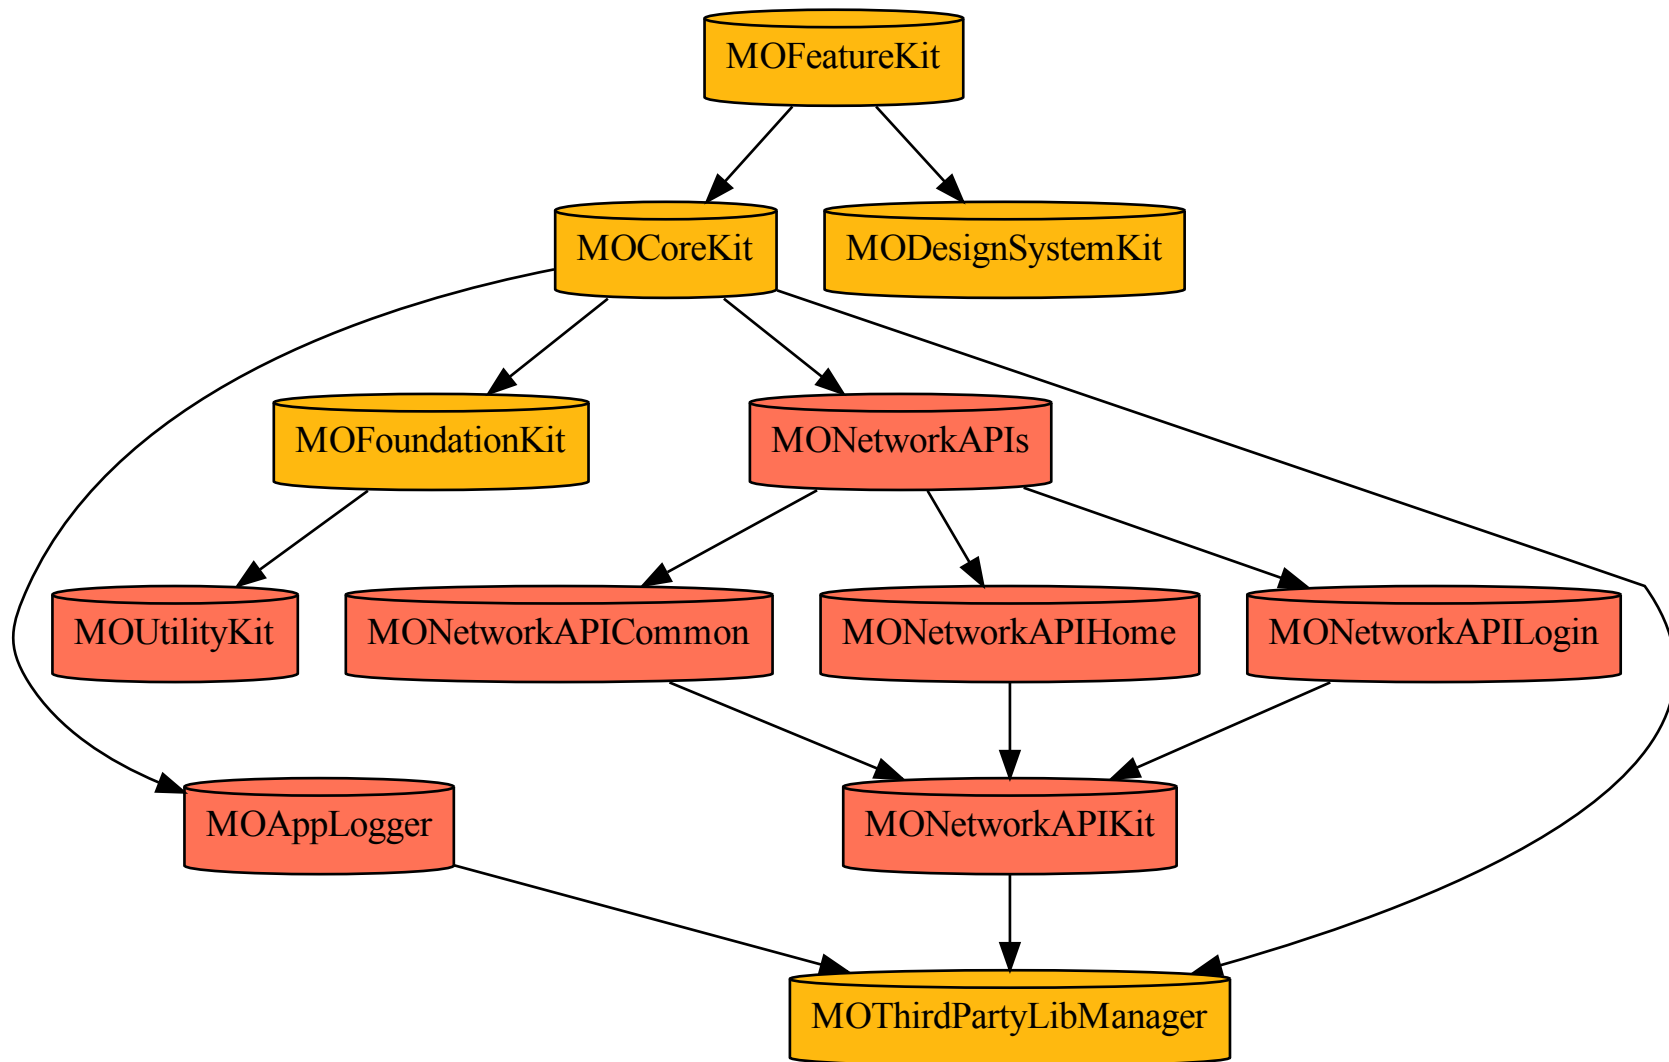 MOFeatureKit
MOCoreKit
MODesignSystemKit
MOFoundationKit
MONetworkAPIs
MOUtilityKit
MONetworkAPICommon
MONetworkAPIHome
MONetworkAPILogin
MOAppLogger
MONetworkAPIKit
MOThirdPartyLibManager